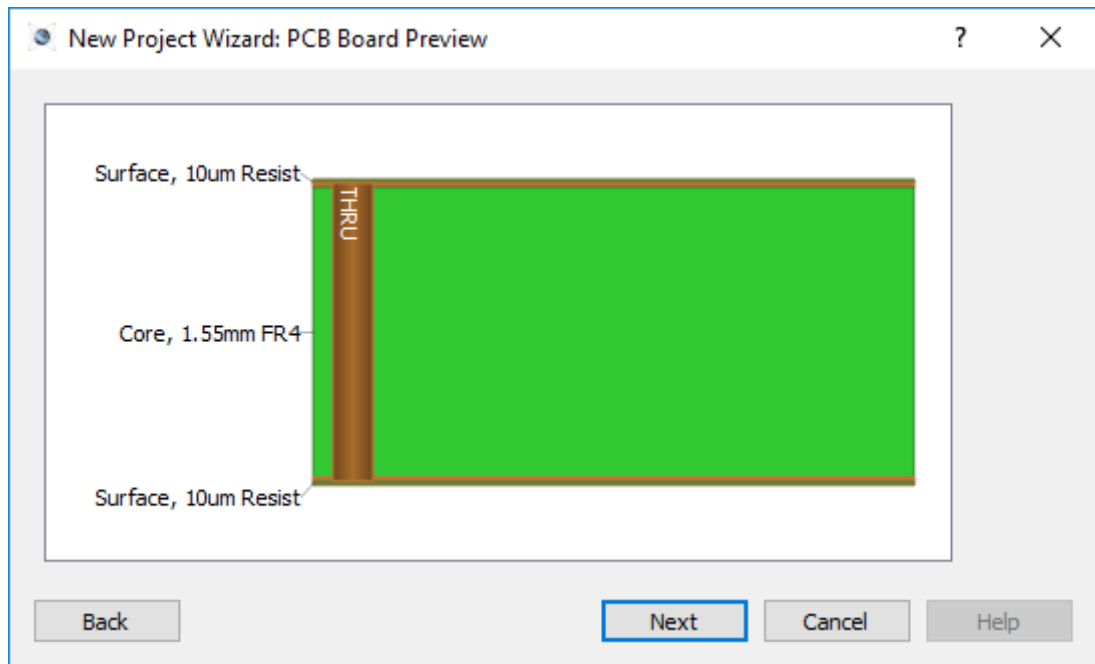 New Project Wizard: PCB Board Preview
?
Surface, 10um Resist
THRU
Core, 1.55mm FR4
Surface, 10um Resist
Back
Next
Cancel
Help